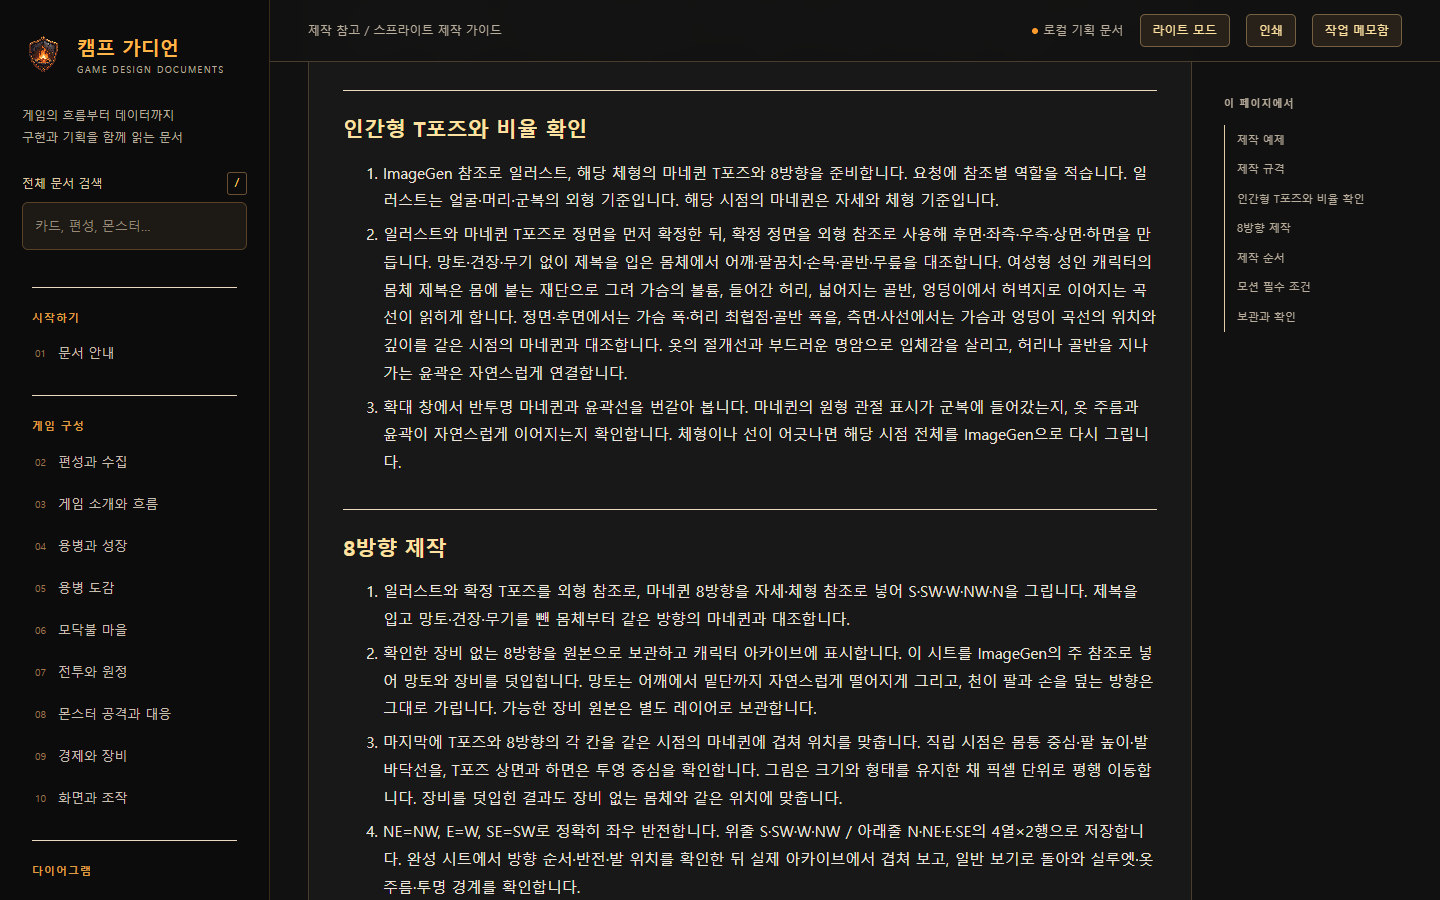 캠프 가디언
GAME DESIGN DOCUMENTS
게임의 흐름부터 데이터까지
구현과 기획을 함께 읽는 문서
전체 문서 검색
/
카드, 편성, 몬스터...
시작하기
01 문서 안내
게임 구성
02 편성과 수집
03 게임 소개와 흐름
04 용병과 성장
05 용병 도감
06 모닥불 마을
07 전투와 원정
08 몬스터 공격과 대응
09 경제와 장비
10 화면과 조작
다이어그램
제작 참고 / 스프라이트 제작 가이드
로컬 기획 문서
라이트 모드
인쇄
작업 메모함
인간형 T포즈와 비율 확인
1. ImageGen 참조로 일러스트, 해당 체형의 마네퀸 T포즈와 8방향을 준비합니다. 요청에 참조별 역할을 적습니다. 일
러스트는 얼굴·머리·군복의 외형 기준입니다. 해당 시점의 마네퀸은 자세와 체형 기준입니다.
2. 일러스트와 마네퀸 T포즈로 정면을 먼저 확정한 뒤, 확정 정면을 외형 참조로 사용해 후면·좌측·우측·상면·하면을 만
듭니다. 망토·견장·무기 없이 제복을 입은 몸체에서 어깨·팔꿈치·손목·골반·무릎을 대조합니다. 여성형 성인 캐릭터의
몸체 제복은 몸에 붙는 재단으로 그려 가슴의 볼륨, 들어간 허리, 넓어지는 골반, 엉덩이에서 허벅지로 이어지는 곡
선이 읽히게 합니다. 정면·후면에서는 가슴 폭·허리 최협점·골반 폭을, 측면·사선에서는 가슴과 엉덩이 곡선의 위치와
깊이를 같은 시점의 마네퀸과 대조합니다. 옷의 절개선과 부드러운 명암으로 입체감을 살리고, 허리나 골반을 지나
가는 윤곽은 자연스럽게 연결합니다.
3. 확대 창에서 반투명 마네퀸과 윤곽선을 번갈아 봅니다. 마네퀸의 원형 관절 표시가 군복에 들어갔는지, 옷 주름과
윤곽이 자연스럽게 이어지는지 확인합니다. 체형이나 선이 어긋나면 해당 시점 전체를 ImageGen으로 다시 그립니
다.
8방향 제작
1. 일러스트와 확정 T포즈를 외형 참조로, 마네퀸 8방향을 자세·체형 참조로 넣어 S·SW·W·NW·N을 그립니다. 제복을
입고 망토·견장·무기를 뺀 몸체부터 같은 방향의 마네퀸과 대조합니다.
2. 확인한 장비 없는 8방향을 원본으로 보관하고 캐릭터 아카이브에 표시합니다. 이 시트를 ImageGen의 주 참조로 넣
어 망토와 장비를 덧입힙니다. 망토는 어깨에서 밑단까지 자연스럽게 떨어지게 그리고, 천이 팔과 손을 덮는 방향은
그대로 가립니다. 가능한 장비 원본은 별도 레이어로 보관합니다.
3. 마지막에 T포즈와 8방향의 각 칸을 같은 시점의 마네퀸에 겹쳐 위치를 맞춥니다. 직립 시점은 몸통 중심·팔 높이·발
바닥선을, T포즈 상면과 하면은 투영 중심을 확인합니다. 그림은 크기와 형태를 유지한 채 픽셀 단위로 평행 이동합
니다. 장비를 덧입힌 결과도 장비 없는 몸체와 같은 위치에 맞춥니다.
4. NE=NW, E=W, SE=SW로 정확히 좌우 반전합니다. 위줄 S·SW·W·NW / 아래줄 N·NE·E·SE의 4열×2행으로 저장합니
다. 완성 시트에서 방향 순서·반전·발 위치를 확인한 뒤 실제 아카이브에서 겹쳐 보고, 일반 보기로 돌아와 실루엣·옷
주름·투명 경계를 확인합니다.
이 페이지에서
제작 예제
제작 규격
인간형 T포즈와 비율 확인
8방향 제작
제작 순서
모션 필수 조건
보관과 확인